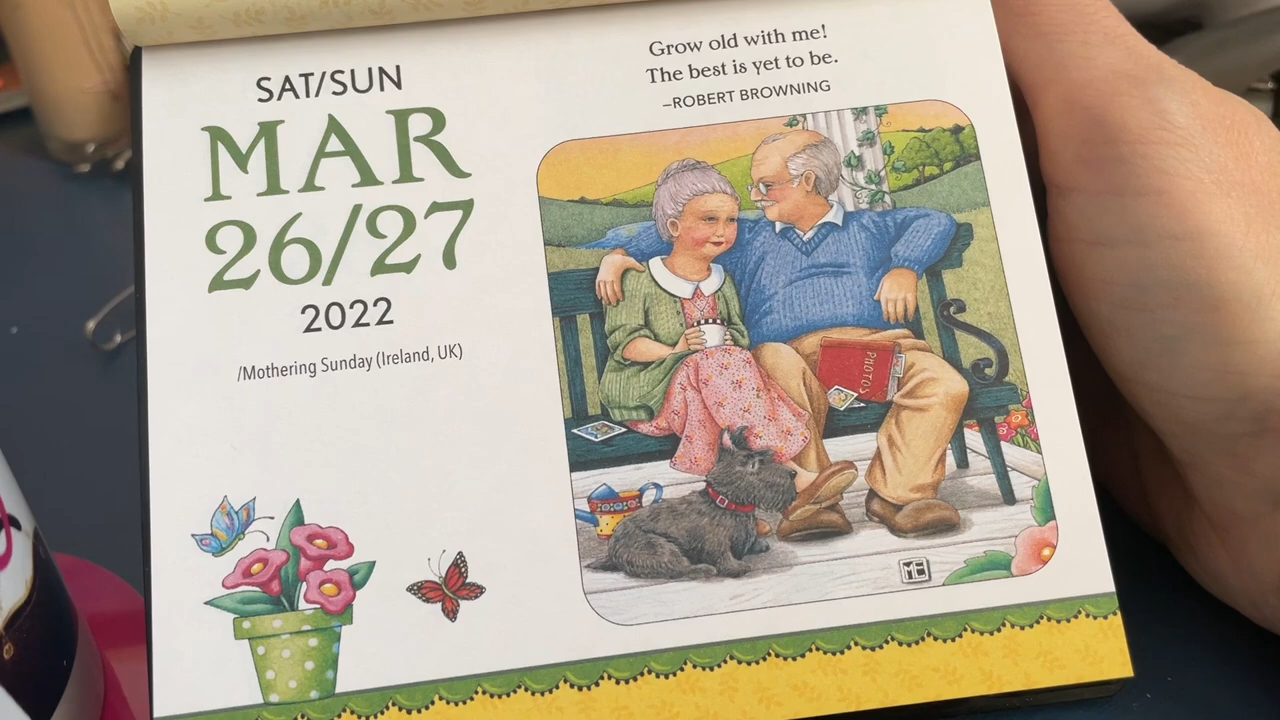 SAT/SUN
MAR
26/27
2022
/Mothering Sunday (Ireland, UK)
Grow old with me!
The best is yet to be.
–ROBERT BROWNING
PHOTOS
ME